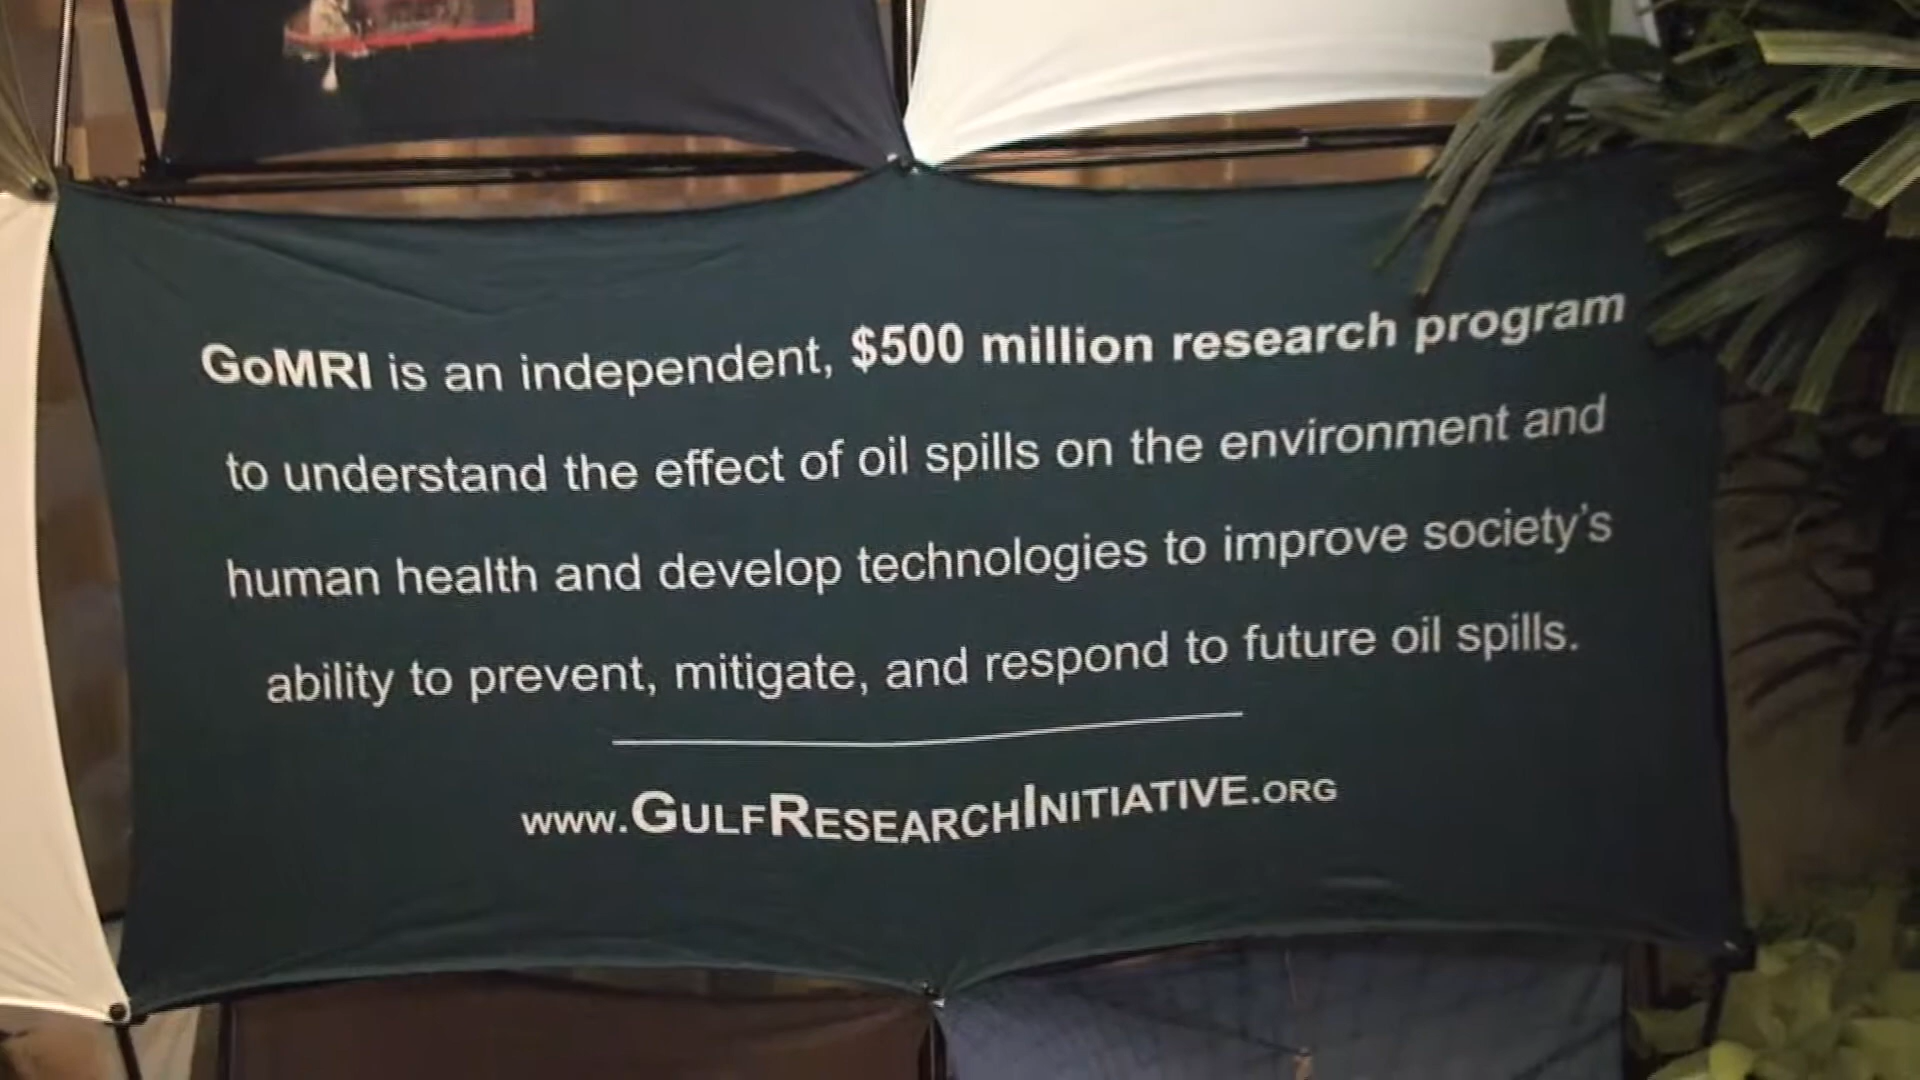 GoMRI is an independent, $500 million research program
to understand the effect of oil spills on the environment and
human health and develop technologies to improve society's
ability to prevent, mitigate, and respond to future oil spills.
www.GulfResearchInitiative.org